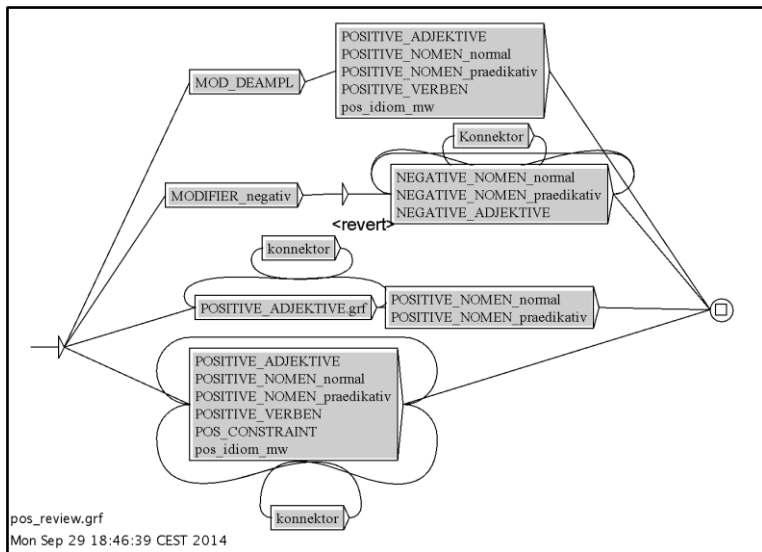 MOD_DEAMPL
POSITIVE_ADJEKTIVE
POSITIVE_NOMEN_normal
POSITIVE_NOMEN_praedikativ
POSITIVE_VERBEN
pos_idiom_mw
Konnektor
MODIFIER_negativ
NEGATIVE_NOMEN_normal
NEGATIVE_NOMEN_praedikativ
NEGATIVE_ADJEKTIVE
<revert>
konnektor
POSITIVE_ADJEKTIVE.grf
POSITIVE_NOMEN_normal
POSITIVE_NOMEN_praedikativ
POSITIVE_ADJEKTIVE
POSITIVE_NOMEN_normal
POSITIVE_NOMEN_praedikativ
POSITIVE_VERBEN
POS_CONSTRAINT
pos_idiom_mw
konnektor
pos_review.grf
Mon Sep 29 18:46:39 CEST 2014